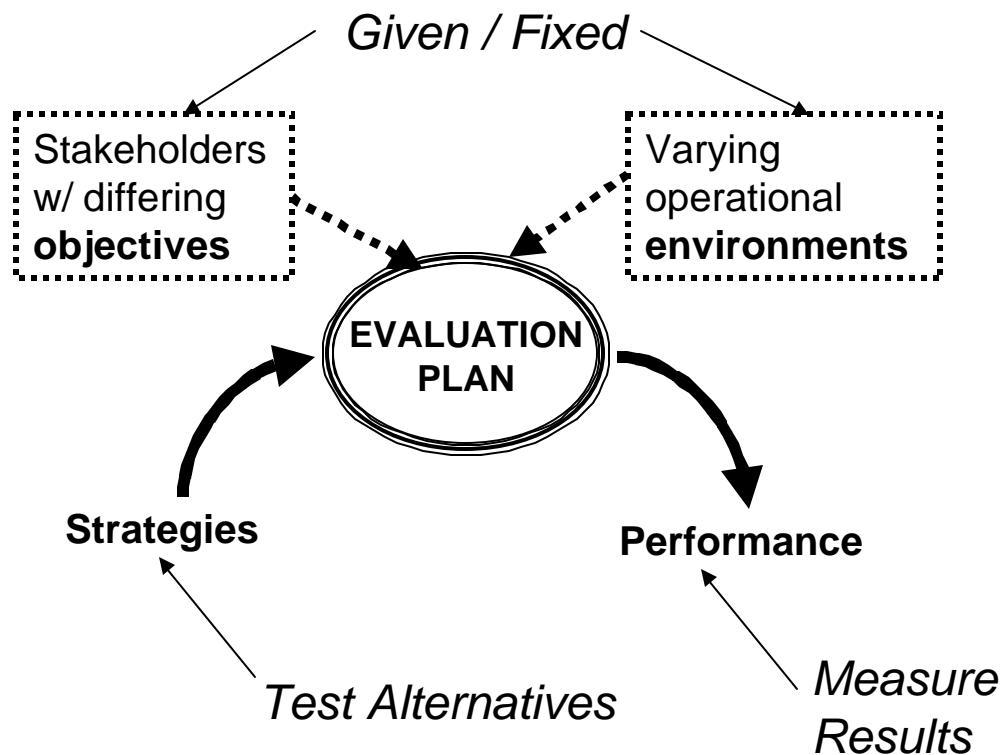 Given / Fixed
Stakeholders
w/ differing
objectives
Varying
operational
environments
EVALUATION
PLAN
Strategies
Performance
Test Alternatives
Measure
Results